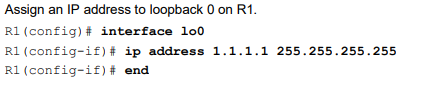 Assign an IP address to loopback 0 on R1.
R1(config)# interface lo0
R1(config-if)# ip address 1.1.1.1 255.255.255.255
R1(config-if)# end